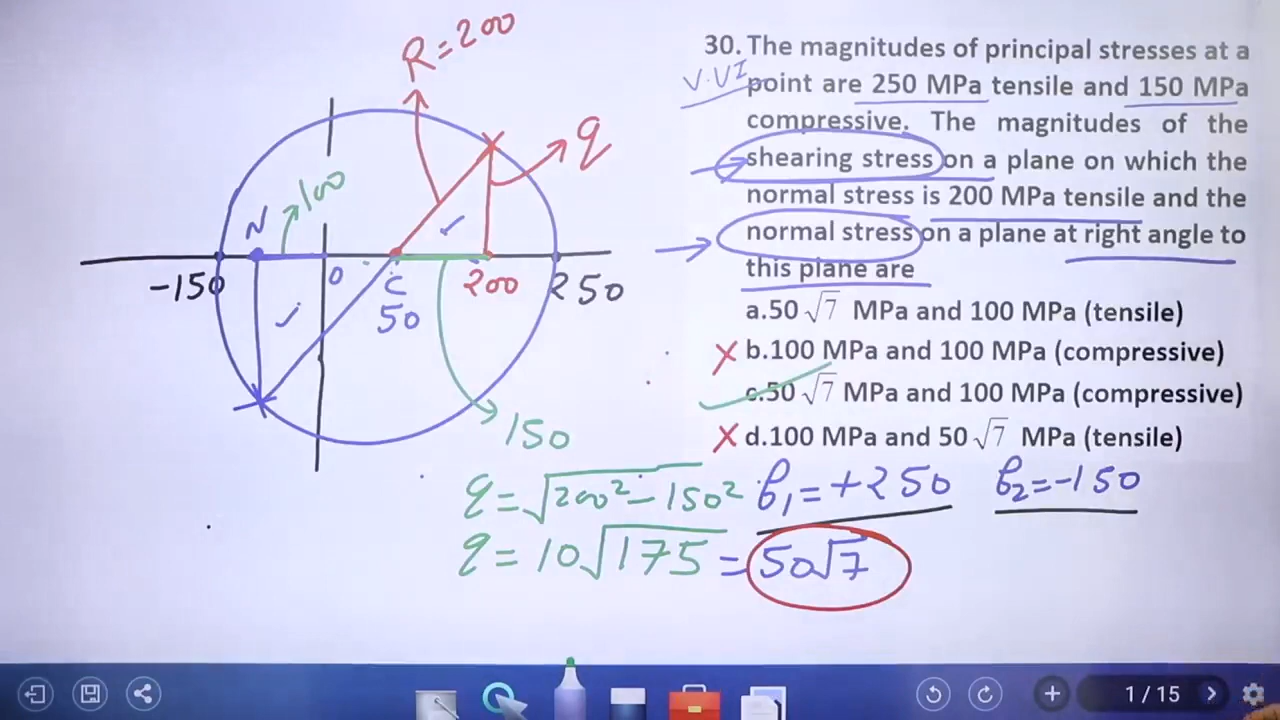 R=200
q
100
N
-150
0
C
50
200
250
150
30. The magnitudes of principal stresses at a
V.VI
point are 250 MPa tensile and 150 MPa
compressive. The magnitudes of the
shearing stress on a plane on which the
normal stress is 200 MPa tensile and the
normal stress on a plane at right angle to
this plane are
a.50 √7 MPa and 100 MPa (tensile)
b.100 MPa and 100 MPa (compressive)
c.50 √7 MPa and 100 MPa (compressive)
d.100 MPa and 50 √7 MPa (tensile)
q=√200²-150²
q=10√175=50√7
1=+250
2=-150
1/15